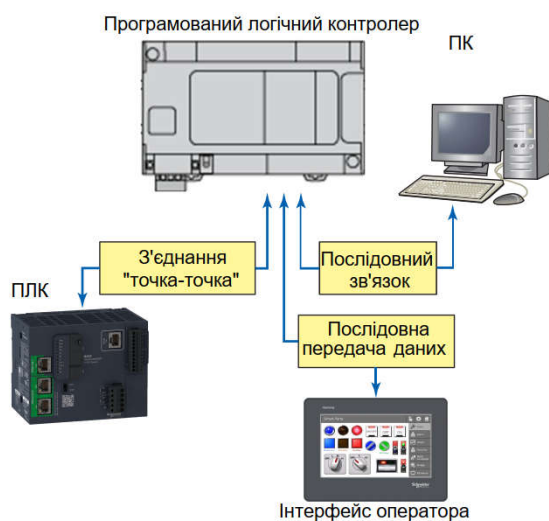 Програмований логічний контролер
ПК
З'єднання
"точка-точка"
Послідовний
зв'язок
ПЛК
Послідовна
передача даних
Інтерфейс оператора